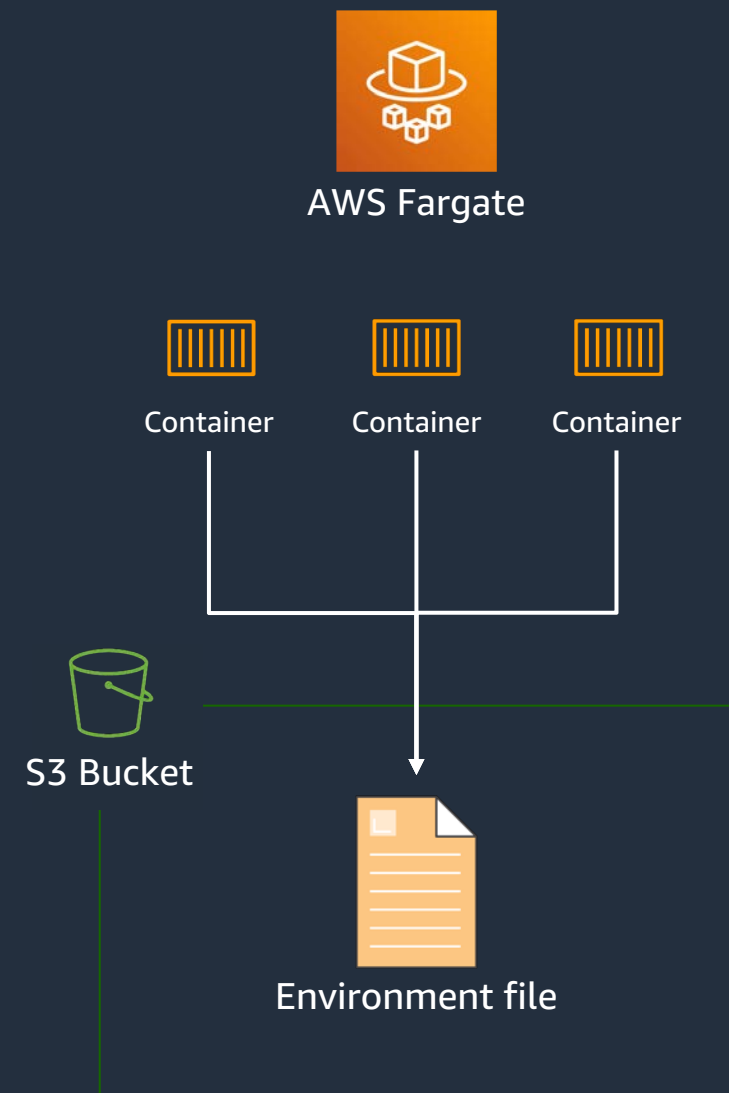 AWS Fargate
Container
Container
Container
S3 Bucket
Environment file